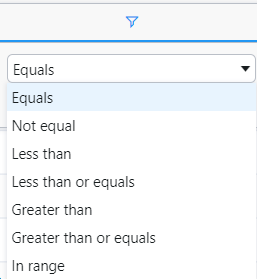 Equals
Equals
Not equal
Less than
Less than or equals
Greater than
Greater than or equals
In range